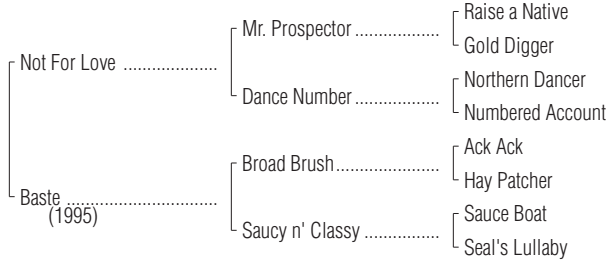 Raise a Native
Mr. Prospector ..................
Gold Digger
Not For Love ....................
Northern Dancer
Dance Number ..................
Numbered Account
Ack Ack
Broad Brush.......................
Hay Patcher
Baste ................................
(1995)
Sauce Boat
Saucy n' Classy ................
Seal's Lullaby